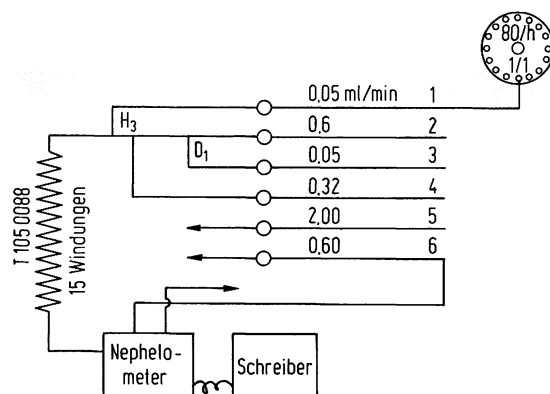 80/h
1/1
0,05 ml/min 1
H3
0,6 2
D1
0,05 3
0,32 4
2,00 5
0,60 6
T 105 0088
15 Windungen
Nephelo-
meter
Schreiber